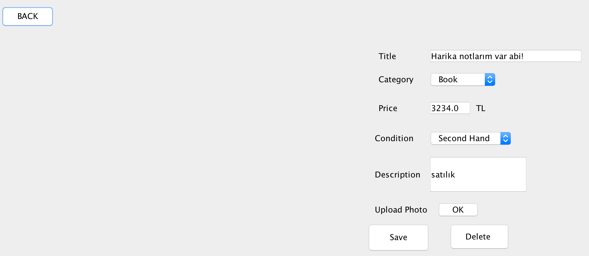 BACK
Title Harika notlarım var abi!
Category Book
Price 3234.0 TL
Condition Second Hand
Description satılık
Upload Photo OK
Save Delete